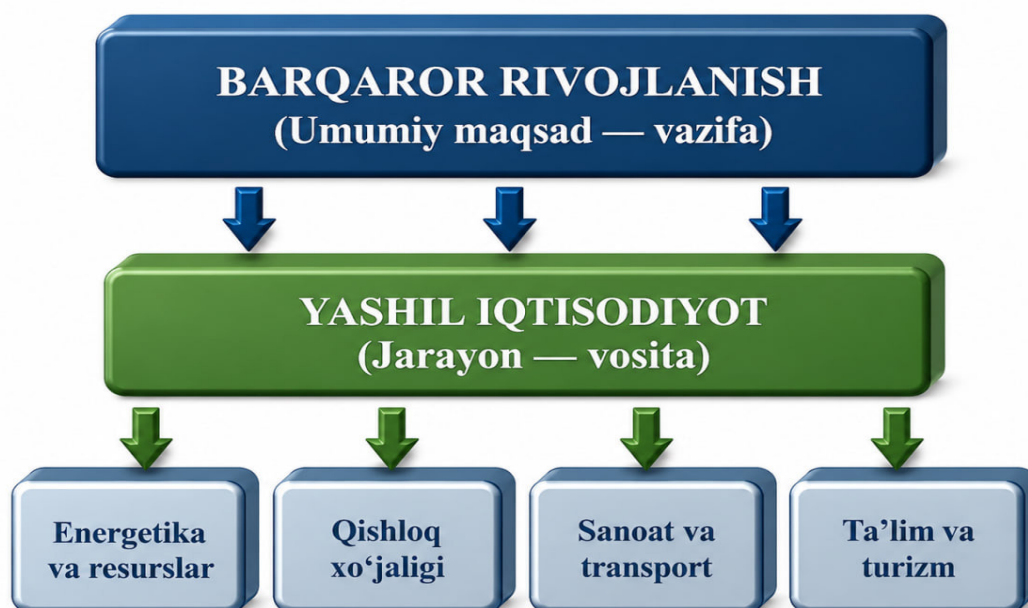 BARQAROR RIVOJLANISH
(Umumiy maqsad — vazifa)
YASHIL IQTISODIYOT
(Jarayon — vosita)
Energetika
va resurslar
Qishloq
xo‘jaligi
Sanoat va
transport
Ta’lim va
turizm